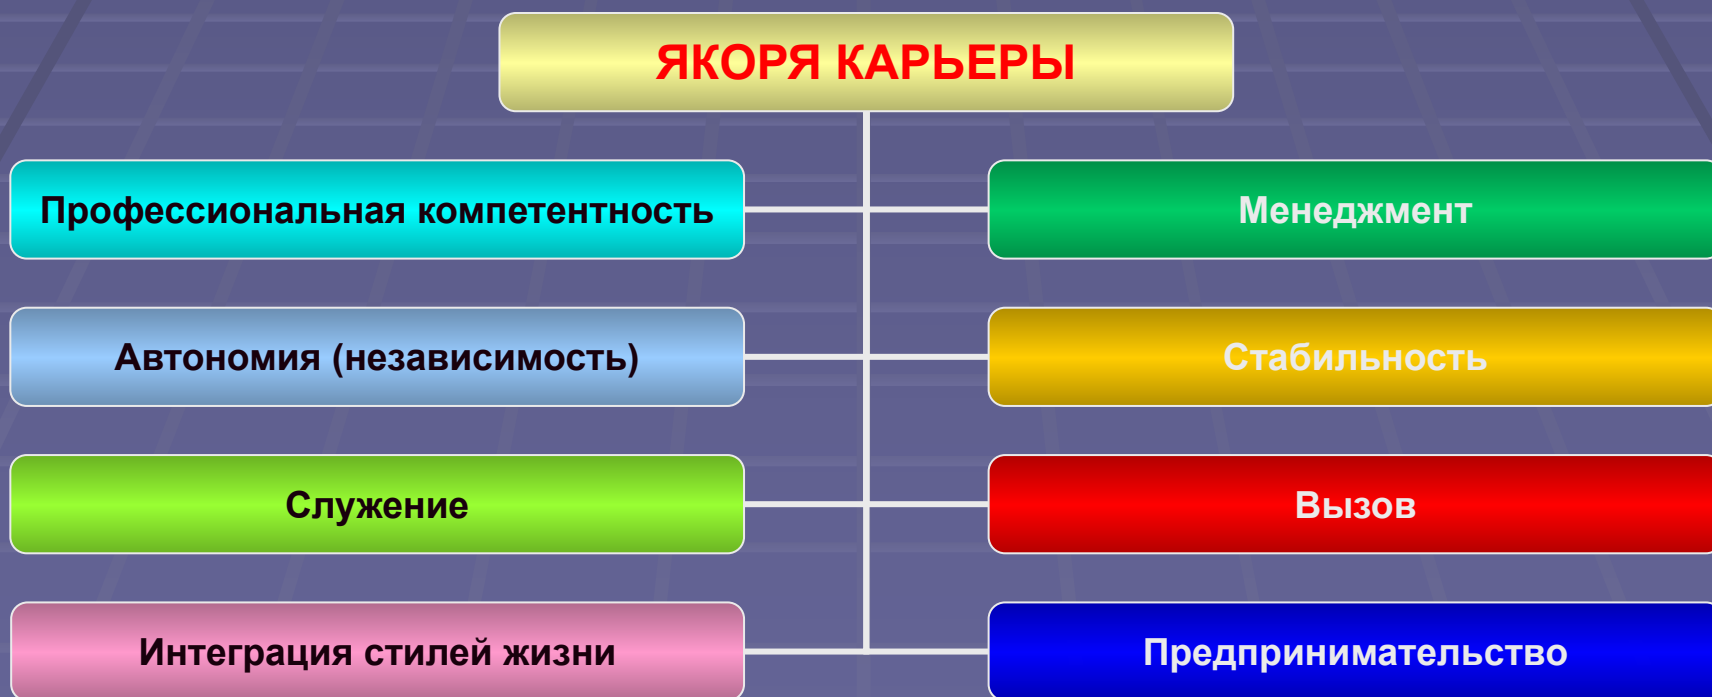 ЯКОРЯ КАРЬЕРЫ
Профессиональная компетентность
Менеджмент
Автономия (независимость)
Стабильность
Служение
Вызов
Интеграция стилей жизни
Предпринимательство